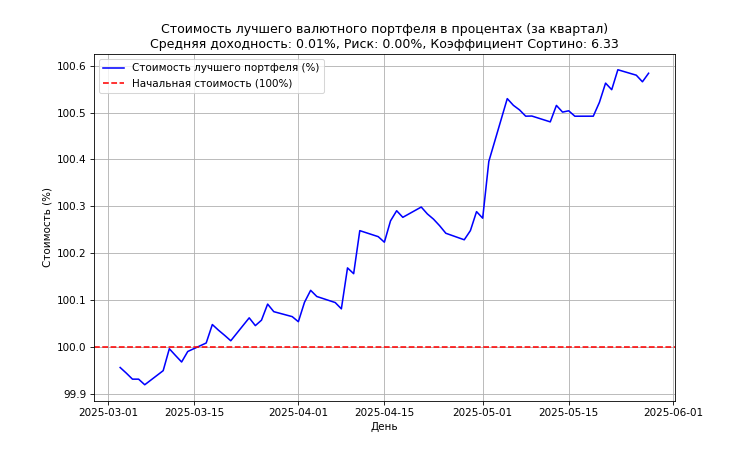 Стоимость лучшего валютного портфеля в процентах (за квартал)
Средняя доходность: 0.01%, Риск: 0.00%, Коэффициент Сортино: 6.33
Стоимость лучшего портфеля (%)
Начальная стоимость (100%)
Стоимость (%)
100.6
100.5
100.4
100.3
100.2
100.1
100.0
99.9
2025-03-01
2025-03-15
2025-04-01
2025-04-15
2025-05-01
2025-05-15
2025-06-01
День